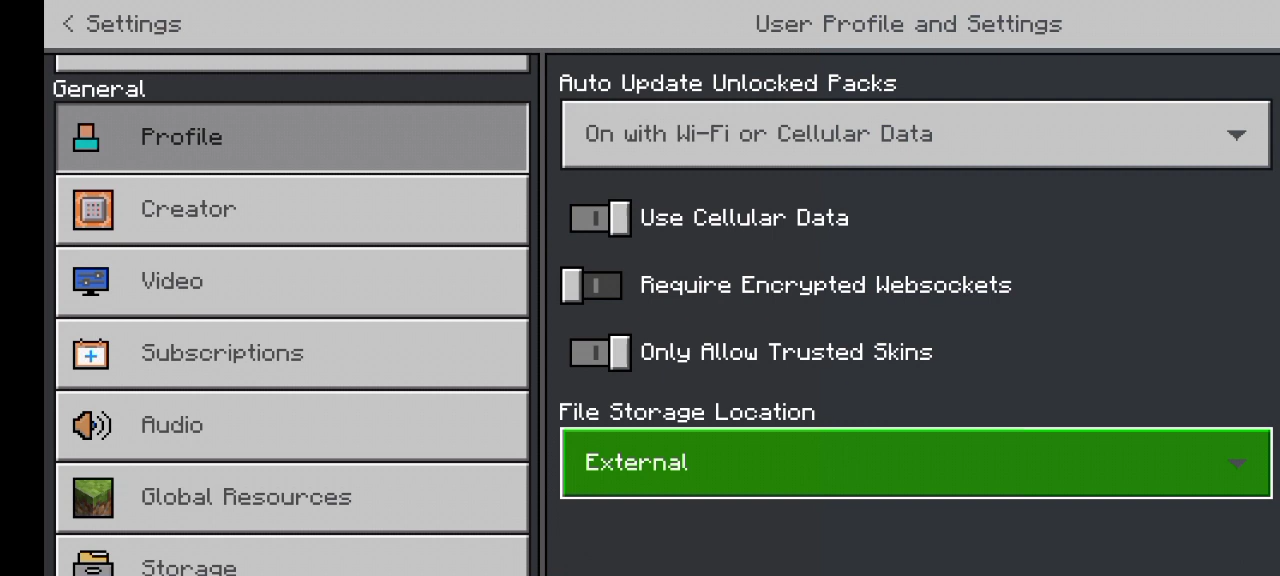 Settings
User Profile and Settings
General
Profile
Creator
Video
Subscriptions
Audio
Global Resources
Storage
Auto Update Unlocked Packs
On with Wi-Fi or Cellular Data
Use Cellular Data
Require Encrypted Websockets
Only Allow Trusted Skins
File Storage Location
External